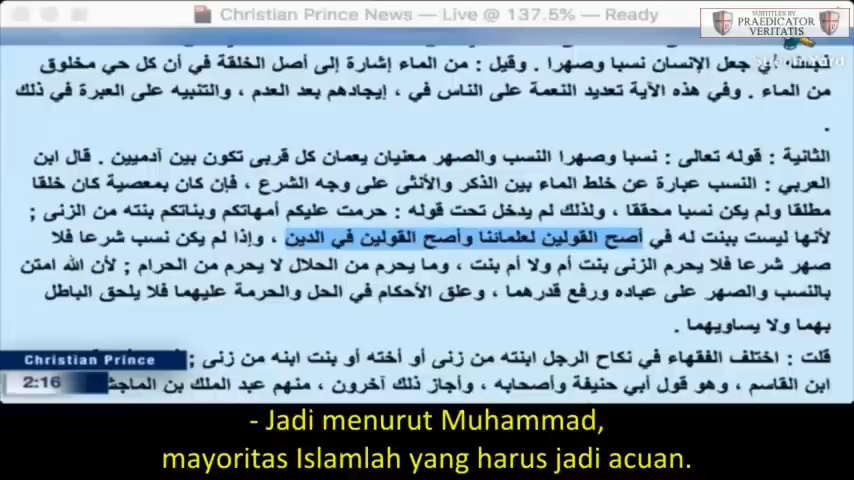 Christian Prince News — Live @ 137.5% — Ready
SUBTITLES BY
PRAEDICATOR
VERITATIS
أي جعل الإنسان نسبا وصهرا . وقيل : من الماء إشارة إلى أصل الخلقة في أن كل حي مخلوق
من الماء . وفي هذه الآية تعديد النعمة على الناس في ، إيجادهم بعد العدم ، والتنبيه على العبرة في ذلك
.
الثانية : قوله تعالى : نسبا وصهرا النسب والصهر معنيان يعمان كل قربى تكون بين آدميين . قال ابن
العربي : النسب عبارة عن خلط الماء بين الذكر والأنثى على وجه الشرع ، فإن كان بمعصية كان خلقا
مطلقا ولم يكن نسبا محققا ، ولذلك لم يدخل تحت قوله : حرمت عليكم أمهاتكم وبناتكم بنته من الزنى ;
لأنها ليست ببنت له في أصح القولين لعلمائنا وأصح القولين في الدين ، وإذا لم يكن نسب شرعا فلا
صهر شرعا فلا يحرم الزنى بنت أم ولا أم بنت ، وما يحرم من الحلال لا يحرم من الحرام ; لأن الله امتن
بالنسب والصهر على عباده ورفع قدرهما ، وعلق الأحكام في الحل والحرمة عليهما فلا يلحق الباطل
بهما ولا يساويهما .
قلت : اختلف الفقهاء في نكاح الرجل ابنته من زنى أو أخته أو بنت ابنه من زنى ;
ابن القاسم ، وهو قول أبي حنيفة وأصحابه ، وأجاز ذلك آخرون ، منهم عبد الملك بن
Christian Prince
2:16
- Jadi menurut Muhammad,
mayoritas Islamlah yang harus jadi acuan.